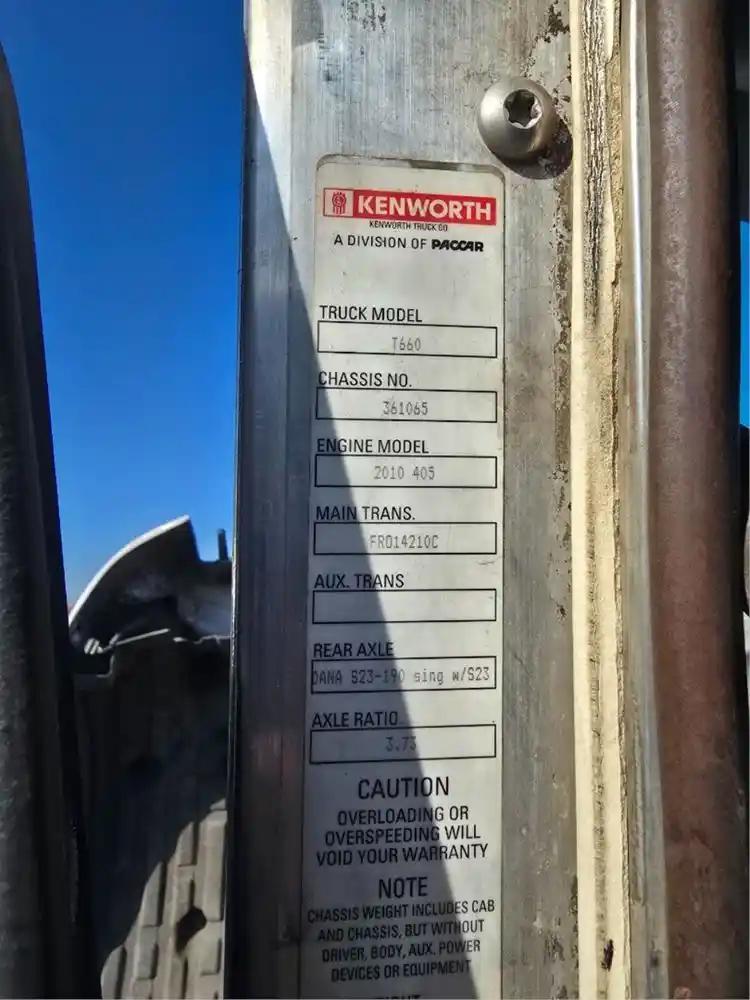 KENWORTH
KENWORTH TRUCK CO
A DIVISION OF PACCAR
TRUCK MODEL
T660
CHASSIS NO.
361065
ENGINE MODEL
2010 405
MAIN TRANS.
FRO14210C
AUX. TRANS
REAR AXLE
DANA S23-190 sing w/S23
AXLE RATIO
3.73
CAUTION
OVERLOADING OR
OVERSPEEDING WILL
VOID YOUR WARRANTY
NOTE
CHASSIS WEIGHT INCLUDES CAB
AND CHASSIS, BUT WITHOUT
DRIVER, BODY, AUX. POWER
DEVICES OR EQUIPMENT